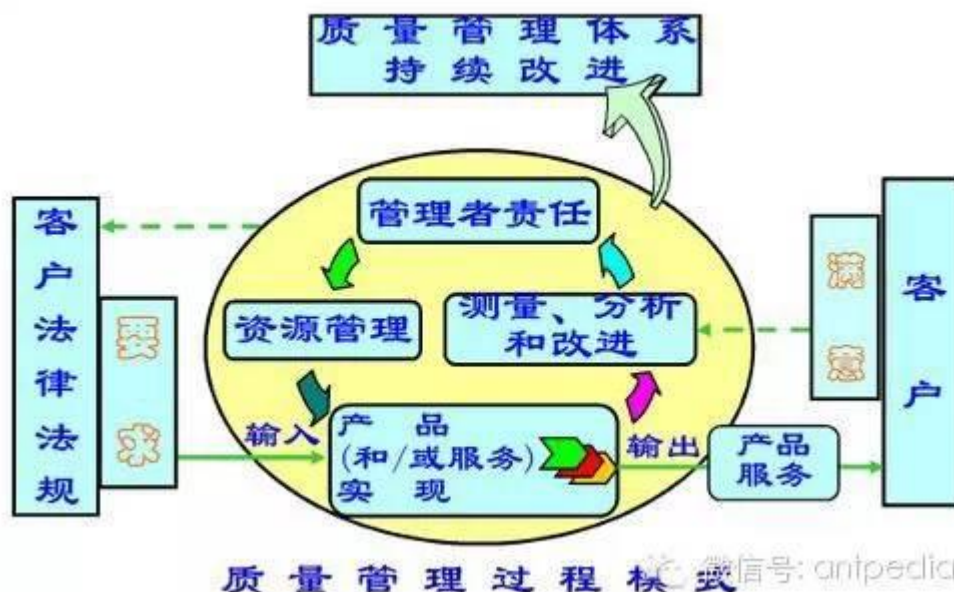 质量管理体系
持续改进
管理者责任
客户法律法规
要求
资源管理
测量、分析
和改进
满意
客户
输入
产品
(和/或服务)
实现
输出
产品
服务
质量管理过程模式
微信号: antpedia